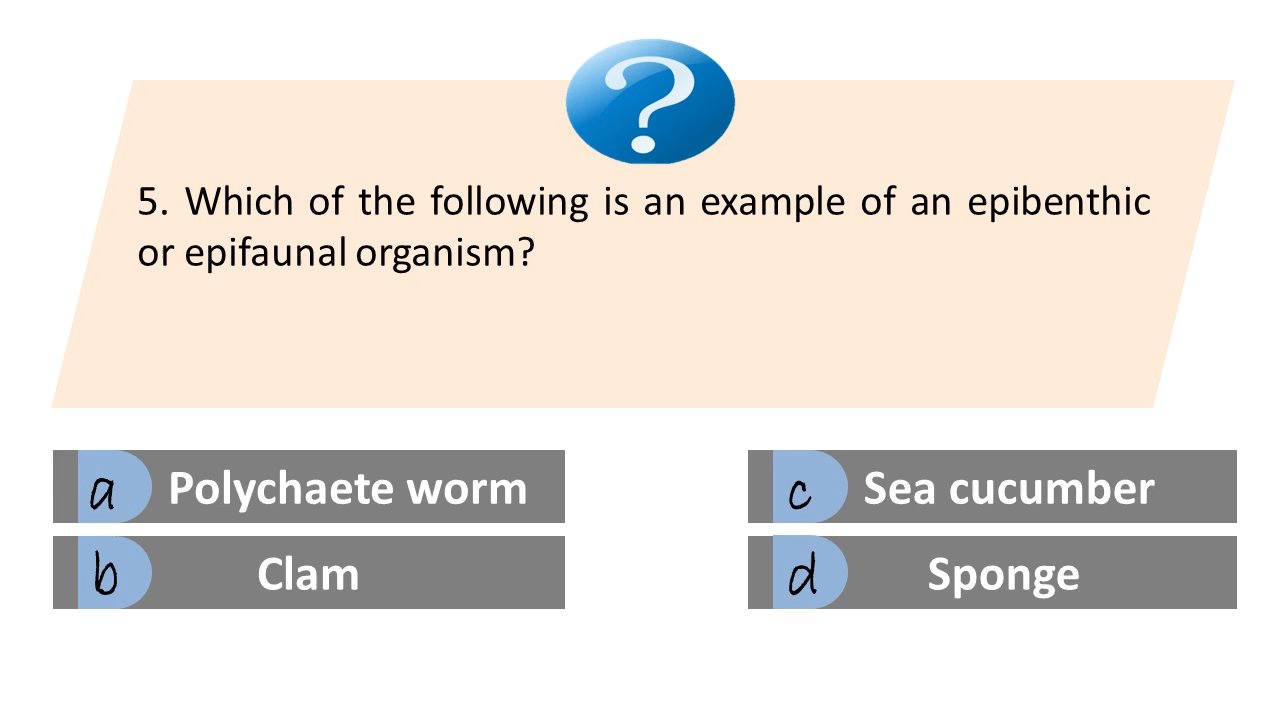 ?
5. Which of the following is an example of an epibenthic
or epifaunal organism?
a Polychaete worm
b Clam
c Sea cucumber
d Sponge